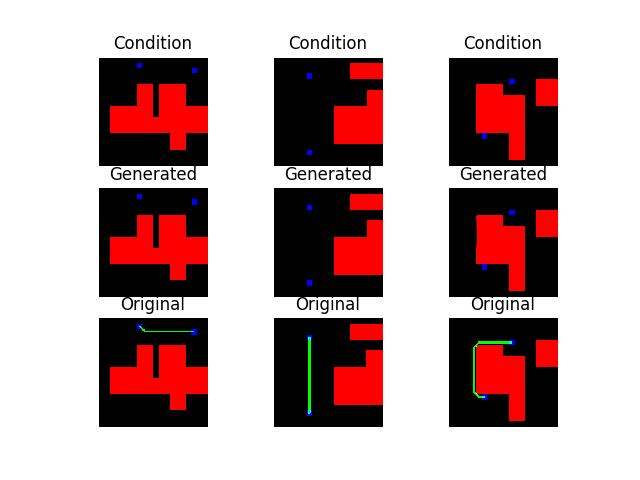 Condition Condition Condition
Generated Generated Generated
Original Original Original